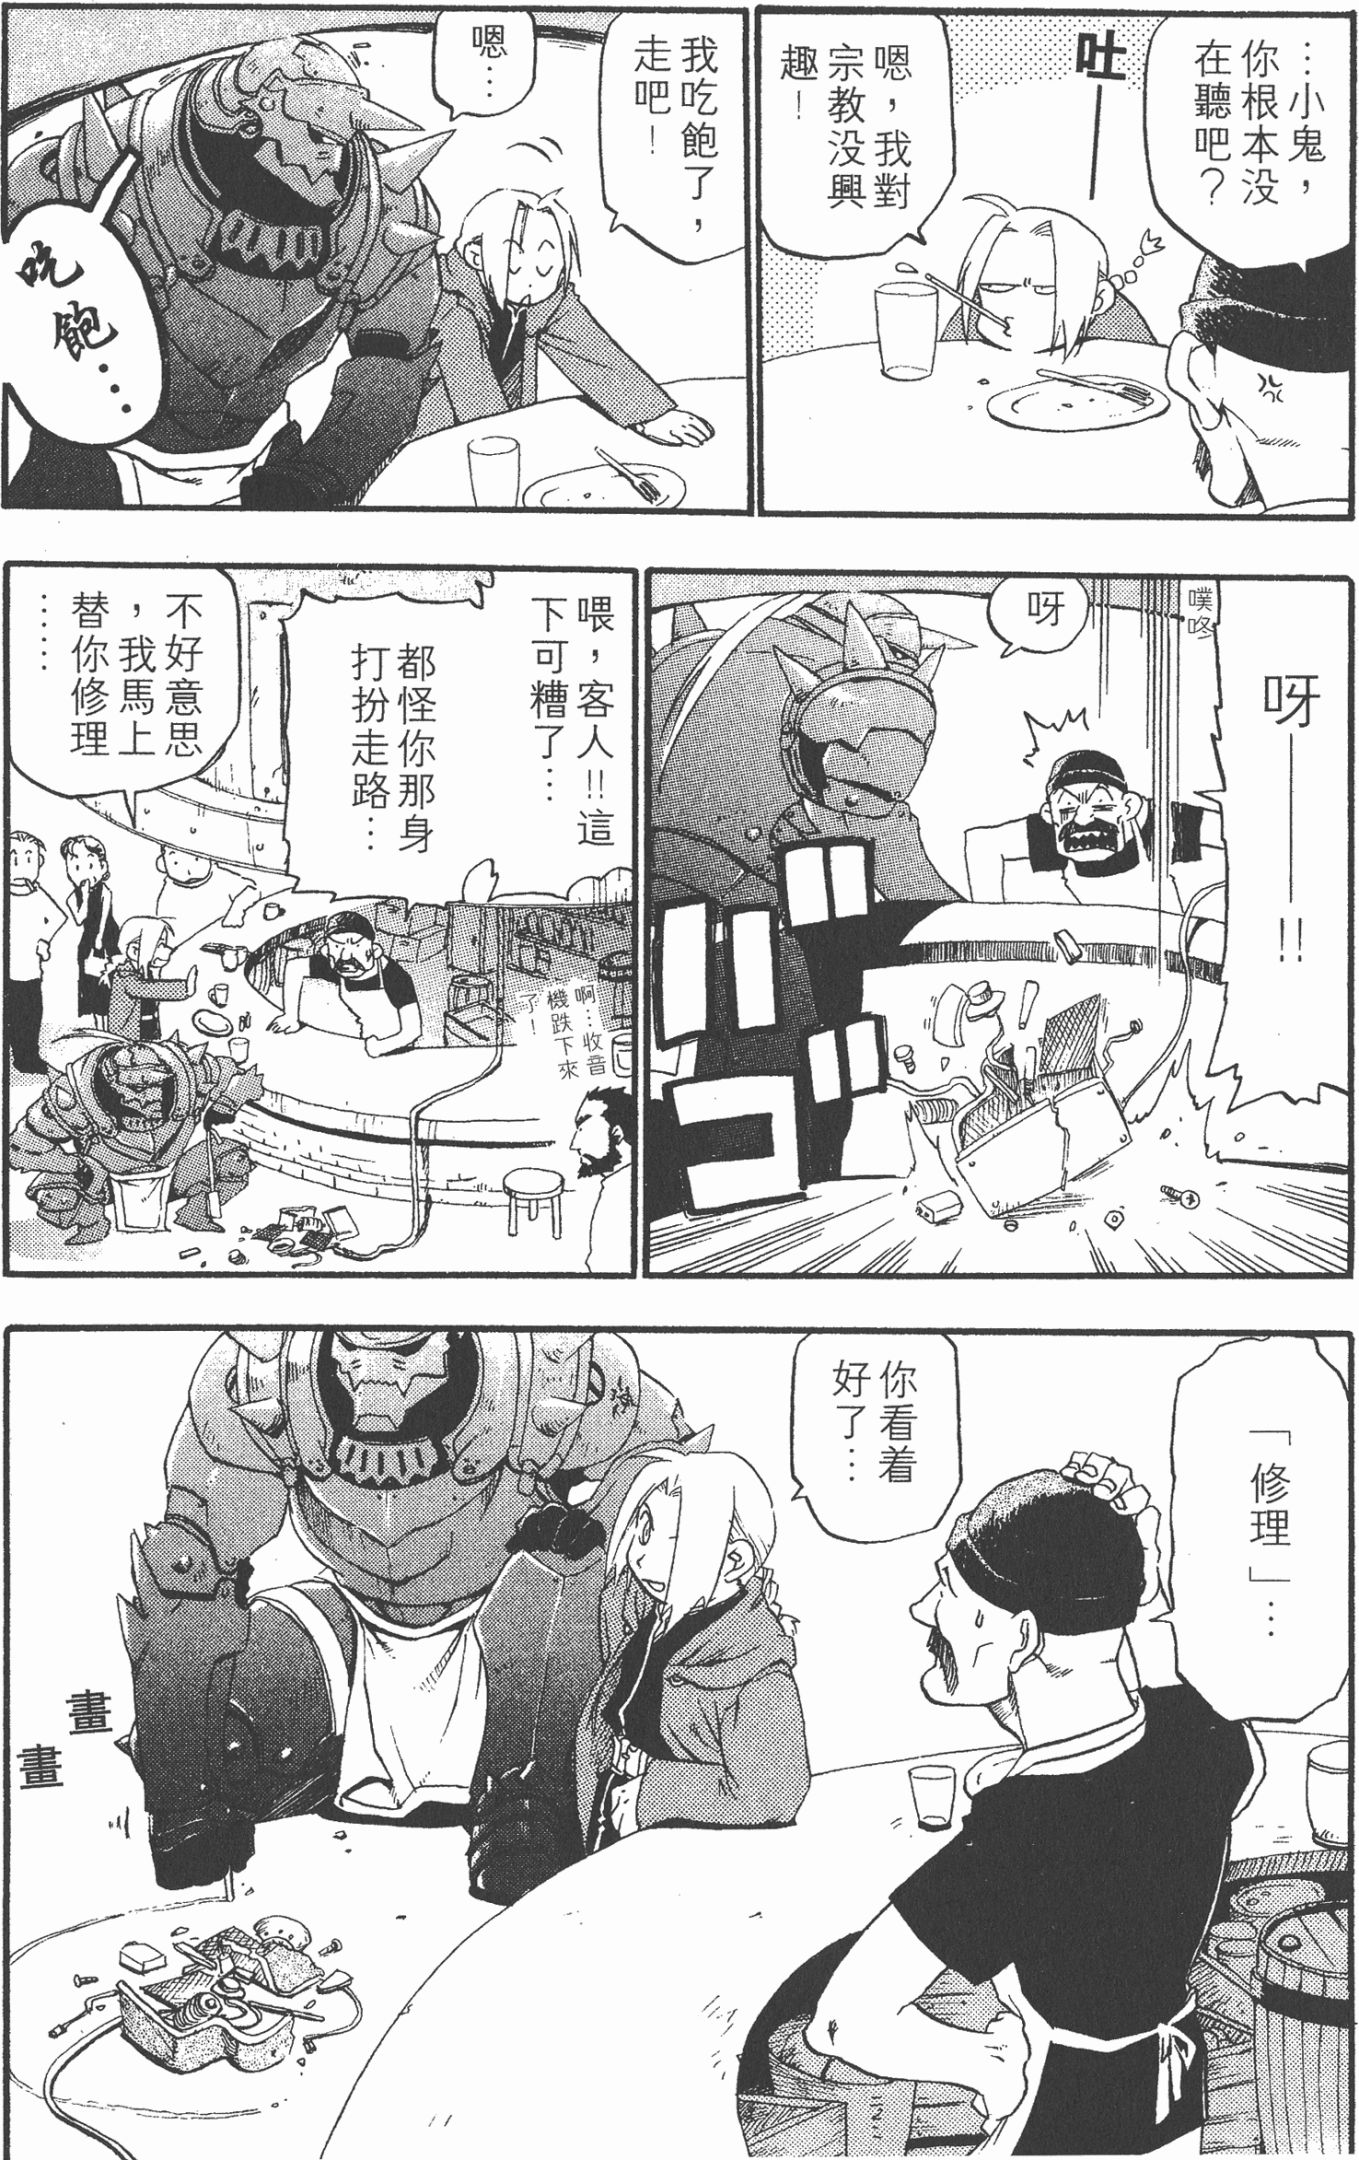 …小鬼，
你根本没
在聽吧？
吐——
嗯，我對
宗教没興
趣！
我吃飽了，
走吧！
嗯…
吃
飽…
呀——!!
噗咚
呀
ゴゴゴゴ
喂，客人!!這
下可糟了…
都怪你那身
打扮走路…
啊…收音
機跌下來
了！
不好意思
，我馬上
替你修理
……
「修理」…
你看着
好了…
畫
畫